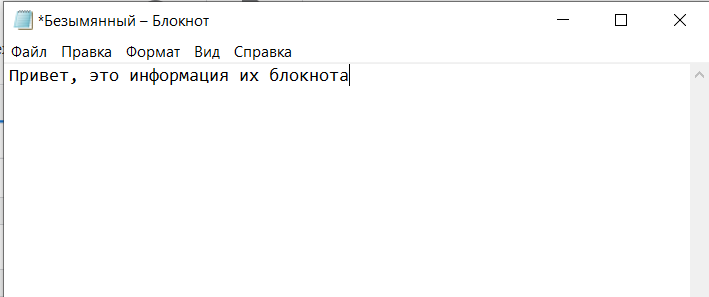 *Безымянный – Блокнот
Файл Правка Формат Вид Справка
Привет, это информация их блокнота